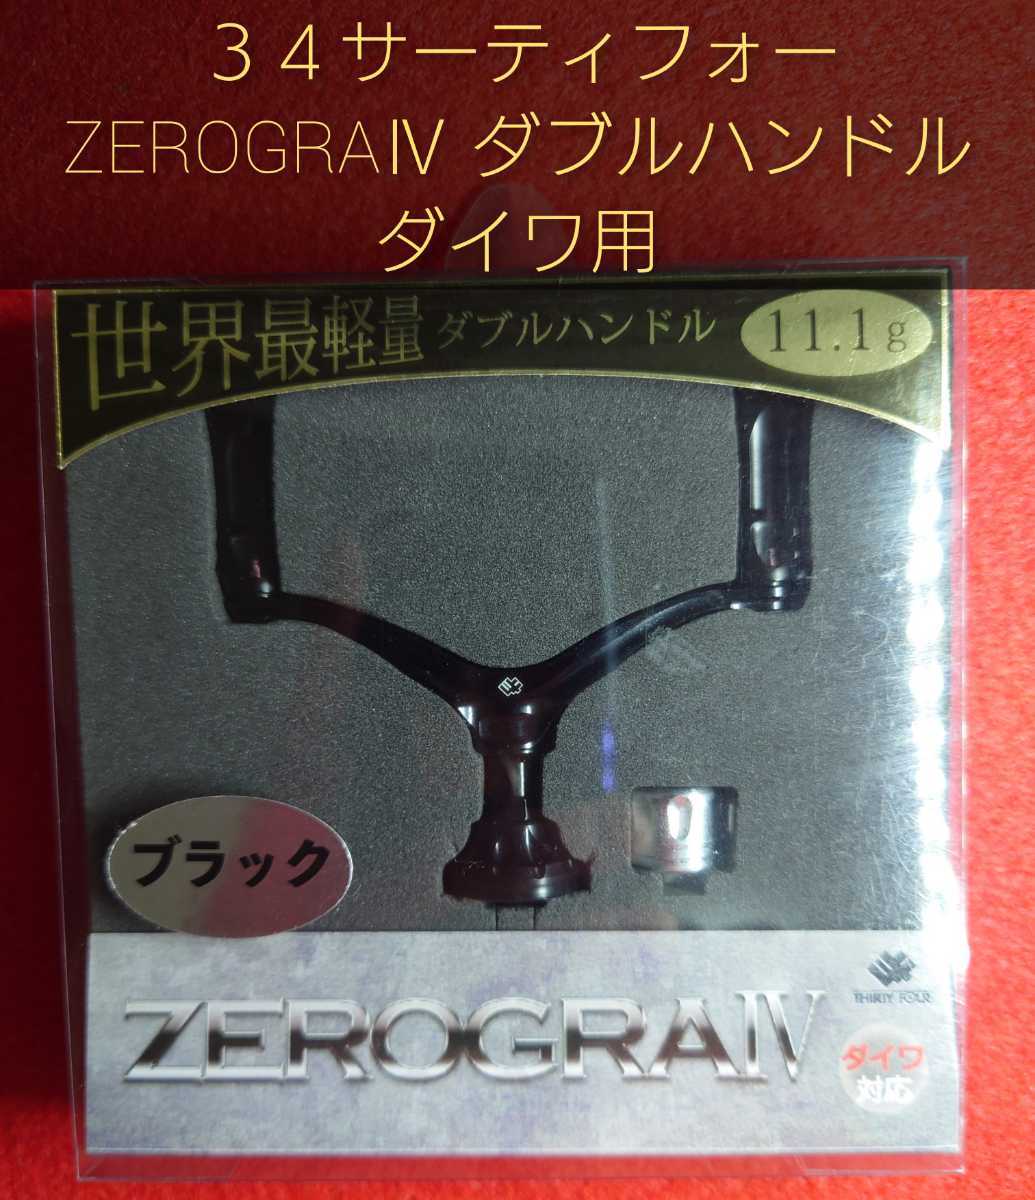 ３４サーティフォー
ZEROGRAⅣ ダブルハンドル
ダイワ用
世界最軽量 ダブルハンドル 11.1g
ブラック
THIRTY FOUR
ZEROGRAIV
ダイワ
対応